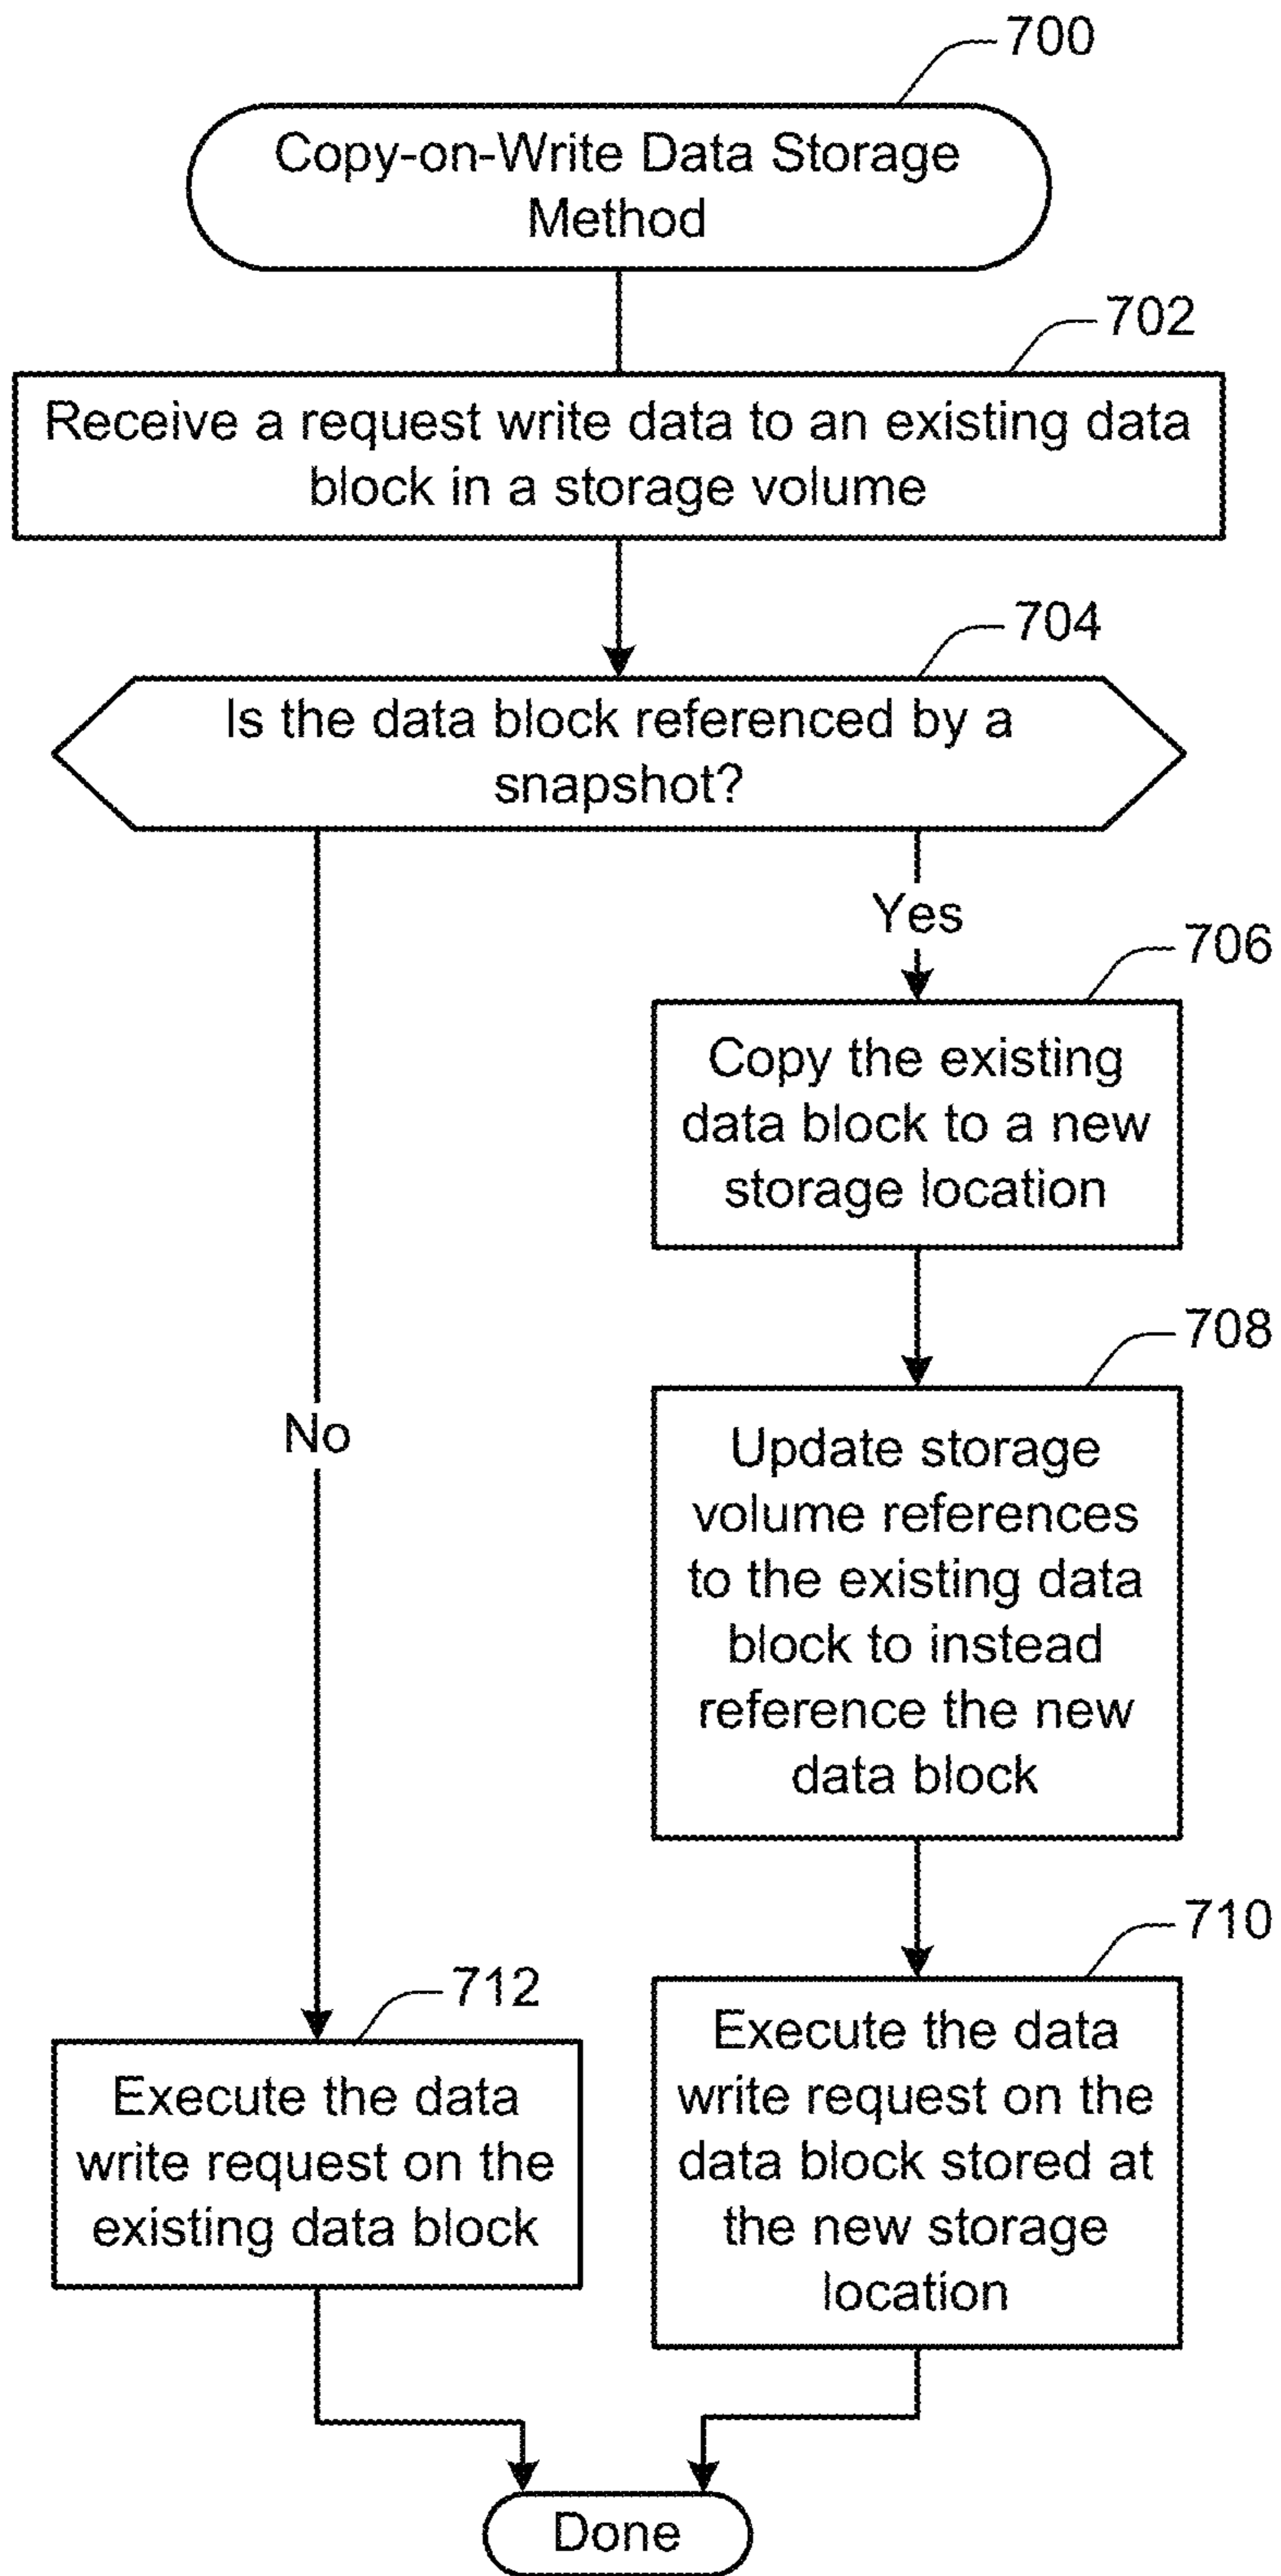 700
Copy-on-Write Data Storage
Method
702
Receive a request write data to an existing data
block in a storage volume
704
Is the data block referenced by a
snapshot?
Yes
706
Copy the existing
data block to a new
storage location
708
Update storage
volume references
to the existing data
block to instead
reference the new
data block
No
710
Execute the data
write request on the
data block stored at
the new storage
location
712
Execute the data
write request on the
existing data block
Done